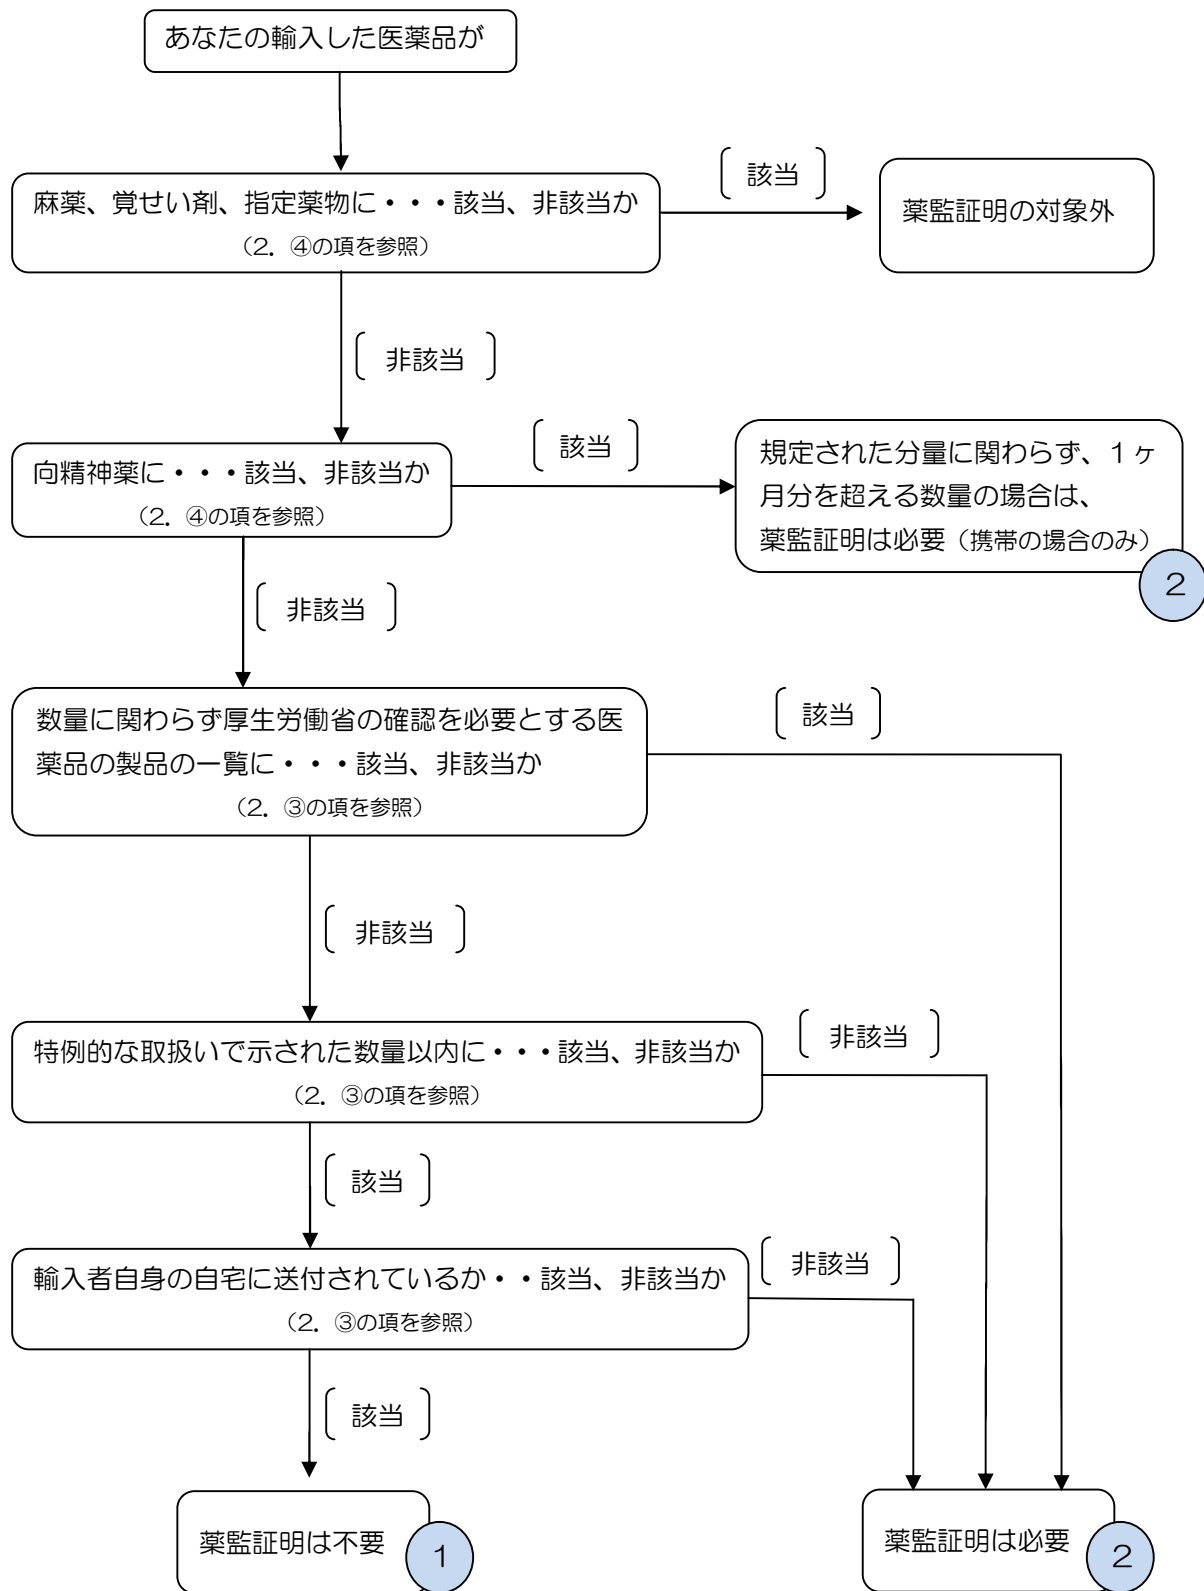 あなたの輸入した医薬品が
麻薬、覚せい剤、指定薬物に・・・該当、非該当か
（2．④の項を参照）
該当
薬監証明の対象外
非該当
向精神薬に・・・該当、非該当か
（2．④の項を参照）
該当
規定された分量に関わらず、１ヶ
月分を超える数量の場合は、
薬監証明は必要（携帯の場合のみ）
2
非該当
数量に関わらず厚生労働省の確認を必要とする医
薬品の製品の一覧に・・・該当、非該当か
（2．③の項を参照）
該当
非該当
特例的な取扱いで示された数量以内に・・・該当、非該当か
（2．③の項を参照）
非該当
該当
輸入者自身の自宅に送付されているか・・該当、非該当か
（2．③の項を参照）
非該当
該当
薬監証明は不要
1
薬監証明は必要
2